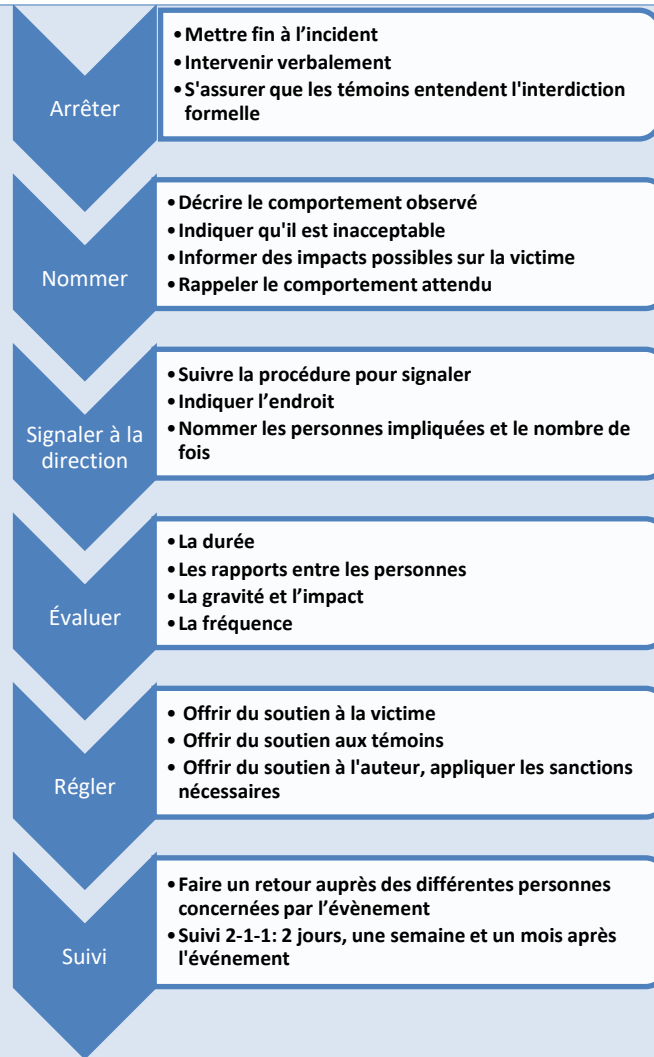 Arrêter
•Mettre fin à l’incident
•Intervenir verbalement
•S'assurer que les témoins entendent l'interdiction
formelle
Nommer
•Décrire le comportement observé
•Indiquer qu'il est inacceptable
•Informer des impacts possibles sur la victime
•Rappeler le comportement attendu
Signaler à la
direction
•Suivre la procédure pour signaler
•Indiquer l’endroit
•Nommer les personnes impliquées et le nombre de
fois
Évaluer
•La durée
•Les rapports entre les personnes
•La gravité et l’impact
•La fréquence
Régler
• Offrir du soutien à la victime
• Offrir du soutien aux témoins
• Offrir du soutien à l'auteur, appliquer les sanctions
nécessaires
Suivi
•Faire un retour auprès des différentes personnes
concernées par l’évènement
•Suivi 2-1-1: 2 jours, une semaine et un mois après
l'événement